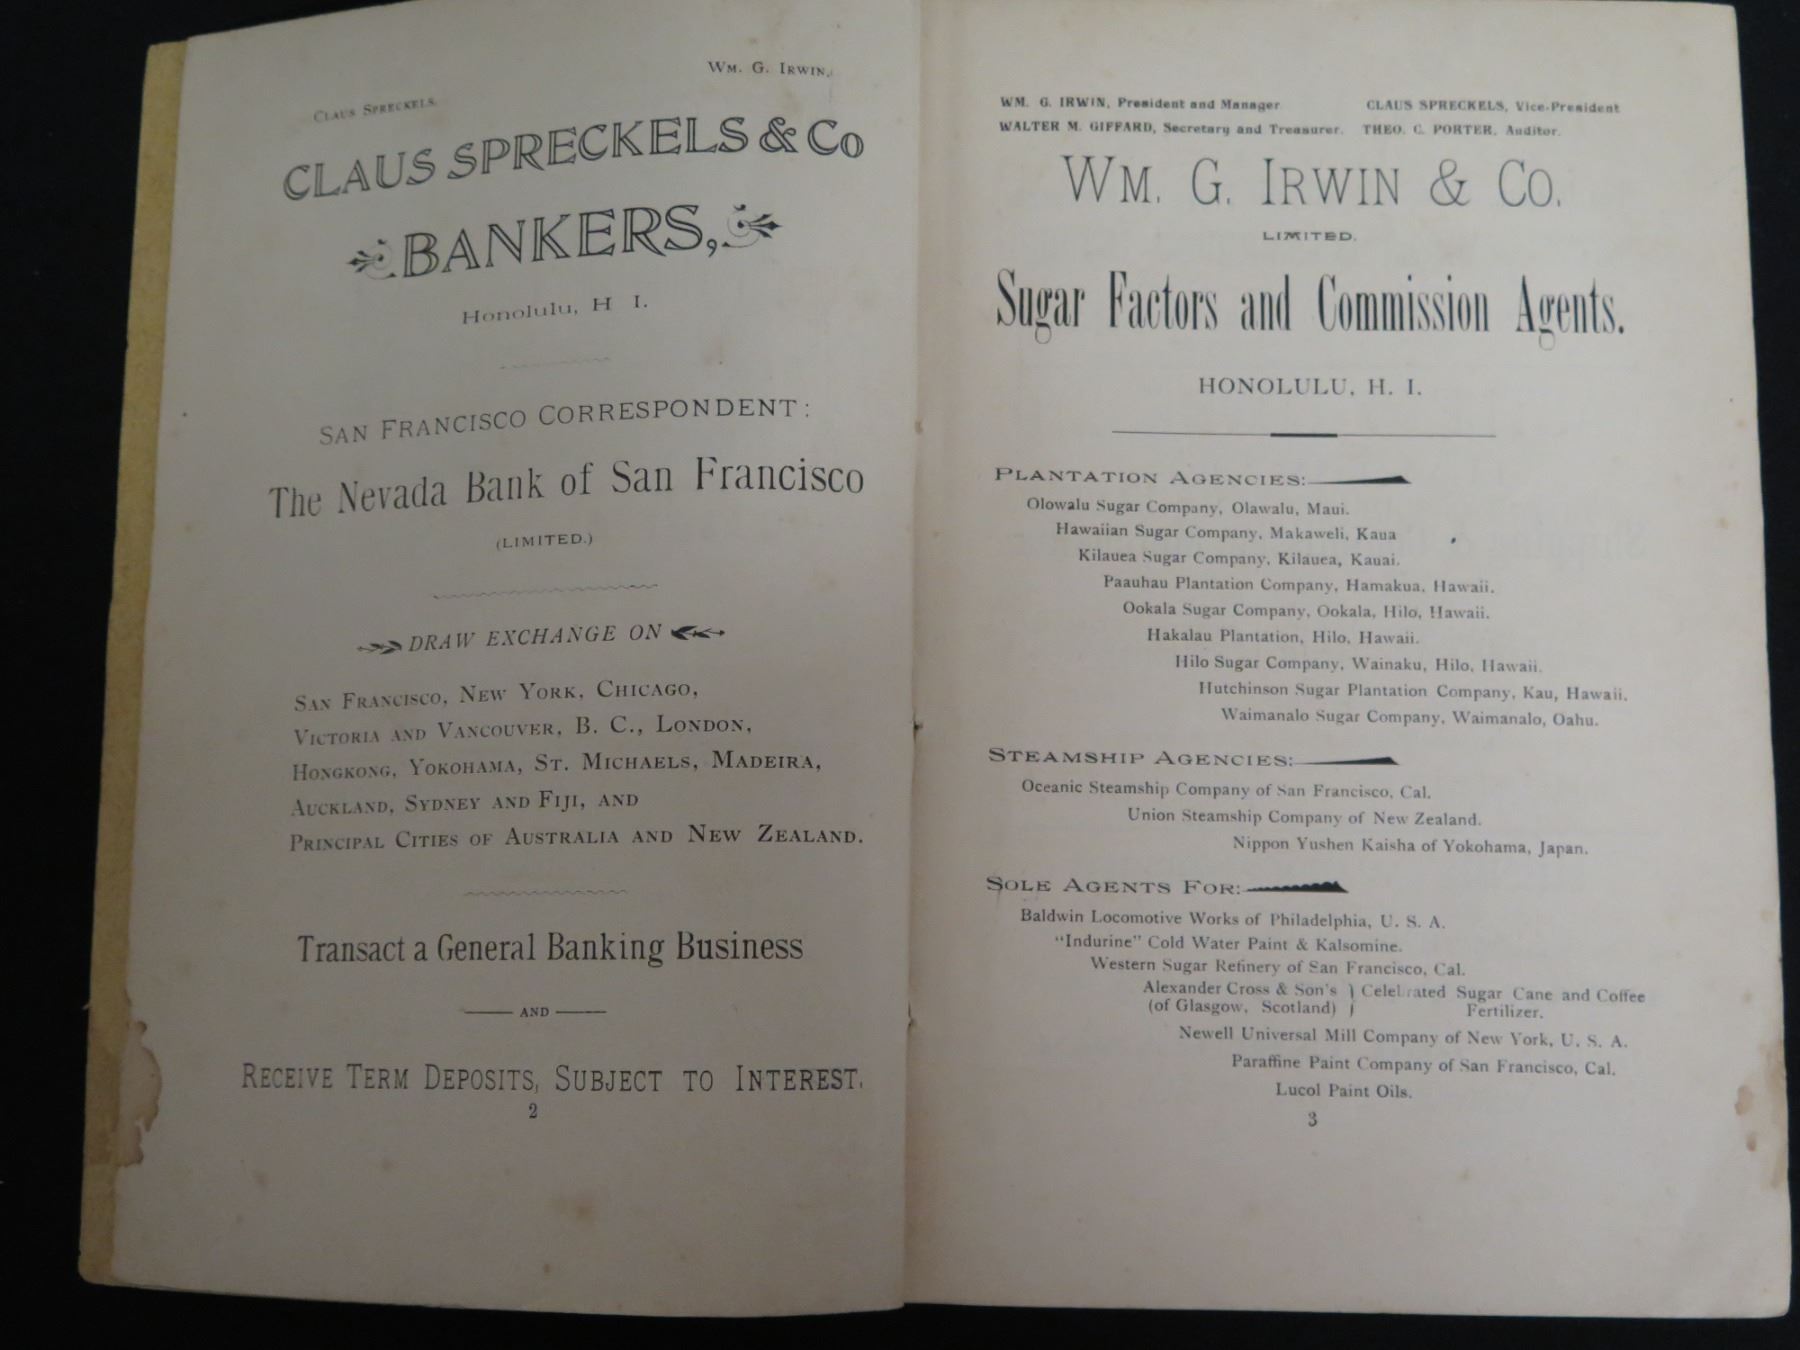 CLAUS SPRECKELS.
WM. G. IRWIN.
CLAUS SPRECKELS & CO
BANKERS,
Honolulu, H I.
SAN FRANCISCO CORRESPONDENT:
The Nevada Bank of San Francisco
(LIMITED.)
DRAW EXCHANGE ON
SAN FRANCISCO, NEW YORK, CHICAGO,
VICTORIA AND VANCOUVER, B. C., LONDON,
HONGKONG, YOKOHAMA, ST. MICHAELS, MADEIRA,
AUCKLAND, SYDNEY AND FIJI, AND
PRINCIPAL CITIES OF AUSTRALIA AND NEW ZEALAND.
Transact a General Banking Business
AND
RECEIVE TERM DEPOSITS, SUBJECT TO INTEREST.
2
WM. G. IRWIN, President and Manager CLAUS SPRECKELS, Vice-President
WALTER M. GIFFARD, Secretary and Treasurer. THEO. C. PORTER, Auditor.
WM. G. IRWIN & CO.
LIMITED.
Sugar Factors and Commission Agents.
HONOLULU, H. I.
PLANTATION AGENCIES:
Olowalu Sugar Company, Olawalu, Maui.
Hawaiian Sugar Company, Makaweli, Kaua
Kilauea Sugar Company, Kilauea, Kauai.
Paauhau Plantation Company, Hamakua, Hawaii.
Ookala Sugar Company, Ookala, Hilo, Hawaii.
Hakalau Plantation, Hilo, Hawaii.
Hilo Sugar Company, Wainaku, Hilo, Hawaii.
Hutchinson Sugar Plantation Company, Kau, Hawaii.
Waimanalo Sugar Company, Waimanalo, Oahu.
STEAMSHIP AGENCIES:
Oceanic Steamship Company of San Francisco, Cal.
Union Steamship Company of New Zealand.
Nippon Yushen Kaisha of Yokohama, Japan.
SOLE AGENTS FOR:
Baldwin Locomotive Works of Philadelphia, U. S. A.
"Indurine" Cold Water Paint & Kalsomine.
Western Sugar Refinery of San Francisco, Cal.
Alexander Cross & Son's } Celebrated Sugar Cane and Coffee
(of Glasgow, Scotland) } Fertilizer.
Newell Universal Mill Company of New York, U. S. A.
Paraffine Paint Company of San Francisco, Cal.
Lucol Paint Oils.
3